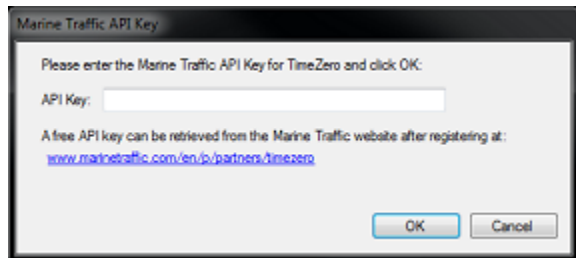 Marine Traffic API Key
Please enter the Marine Traffic API Key for TimeZero and click OK:
API Key:
A free API key can be retrieved from the Marine Traffic website after registering at:
www.marinetraffic.com/en/p/partners/timezero
OK Cancel